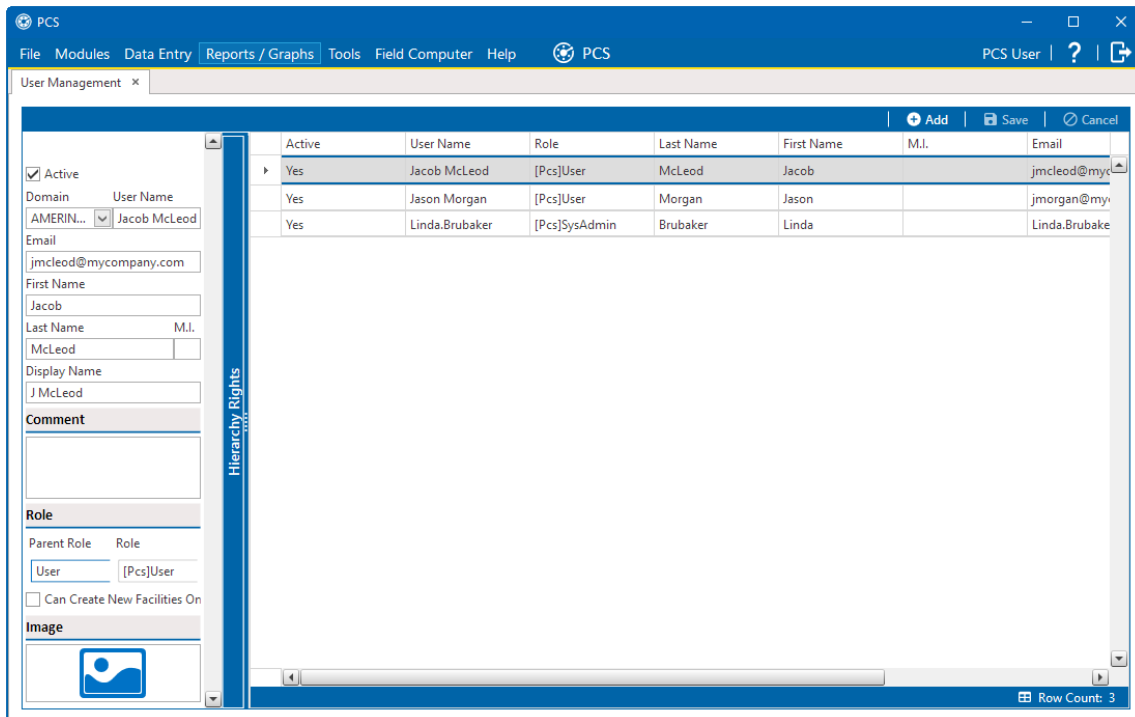 PCS
File Modules Data Entry Reports / Graphs Tools Field Computer Help PCS PCS User | ? |
User Management ×
Add | Save | Cancel
Active User Name Role Last Name First Name M.I. Email
Yes Jacob McLeod [Pcs]User McLeod Jacob jmcleod@myc
Yes Jason Morgan [Pcs]User Morgan Jason jmorgan@my
Yes Linda.Brubaker [Pcs]SysAdmin Brubaker Linda Linda.Brubake
Active
Domain User Name
AMERIN... Jacob McLeod
Email
jmcleod@mycompany.com
First Name
Jacob
Last Name M.I.
McLeod
Display Name
J McLeod
Comment
Role
Parent Role Role
User [Pcs]User
Can Create New Facilities On
Image
Hierarchy Rights
Row Count: 3